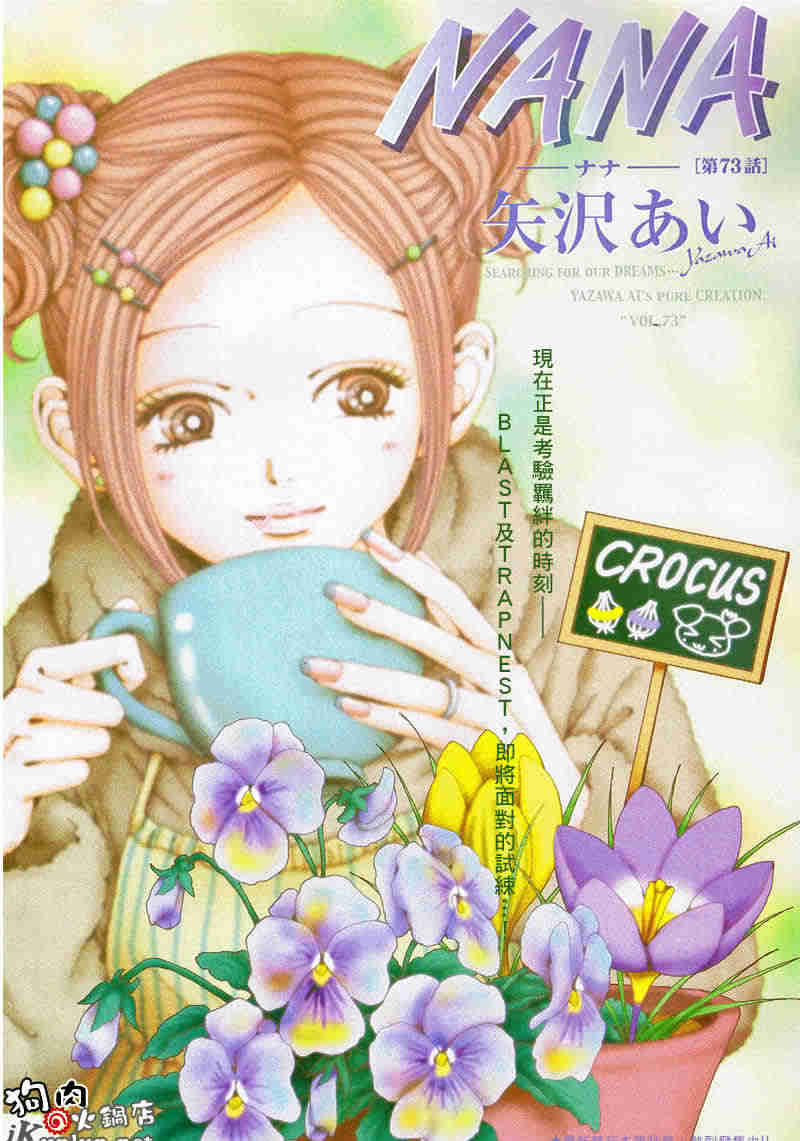 NANA
ナナ [第73話]
矢沢あい
Yazawa Ai
SEARCHING FOR OUR DREAMS…
YAZAWA AI'S PURE CREATION.
"VOL.73"
現在正是考驗羈絆的時刻——
BLAST及TRAPNEST，即將面對的試練…——
CROCUS
狗肉火鍋店